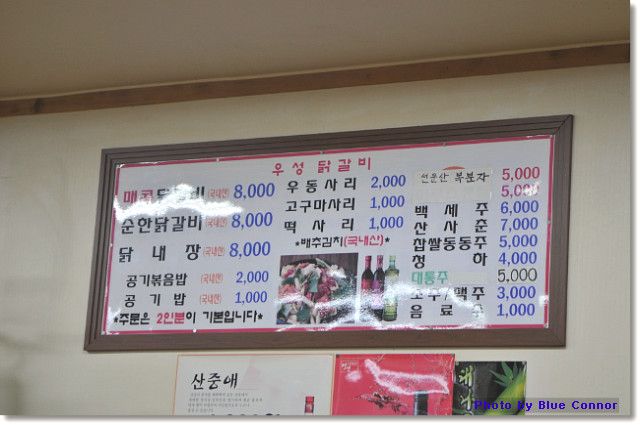 우성 닭갈비
매콤닭갈비 (국내산) 8,000
순한닭갈비 (국내산) 8,000
닭내장 (국내산) 8,000
공기볶음밥 2,000
공기밥 (국내산) 1,000
*주문은 2인분이 기본입니다*
우동사리 2,000
고구마사리 1,000
떡사리 1,000
*배추김치(국내산)*
선운산 복분자 5,000
5,000
백세주 6,000
산사춘 7,000
찹쌀동동주 5,000
청하 4,000
대통주 5,000
소주/맥주 3,000
음료수 1,000
산중애
Photo by Blue Connor